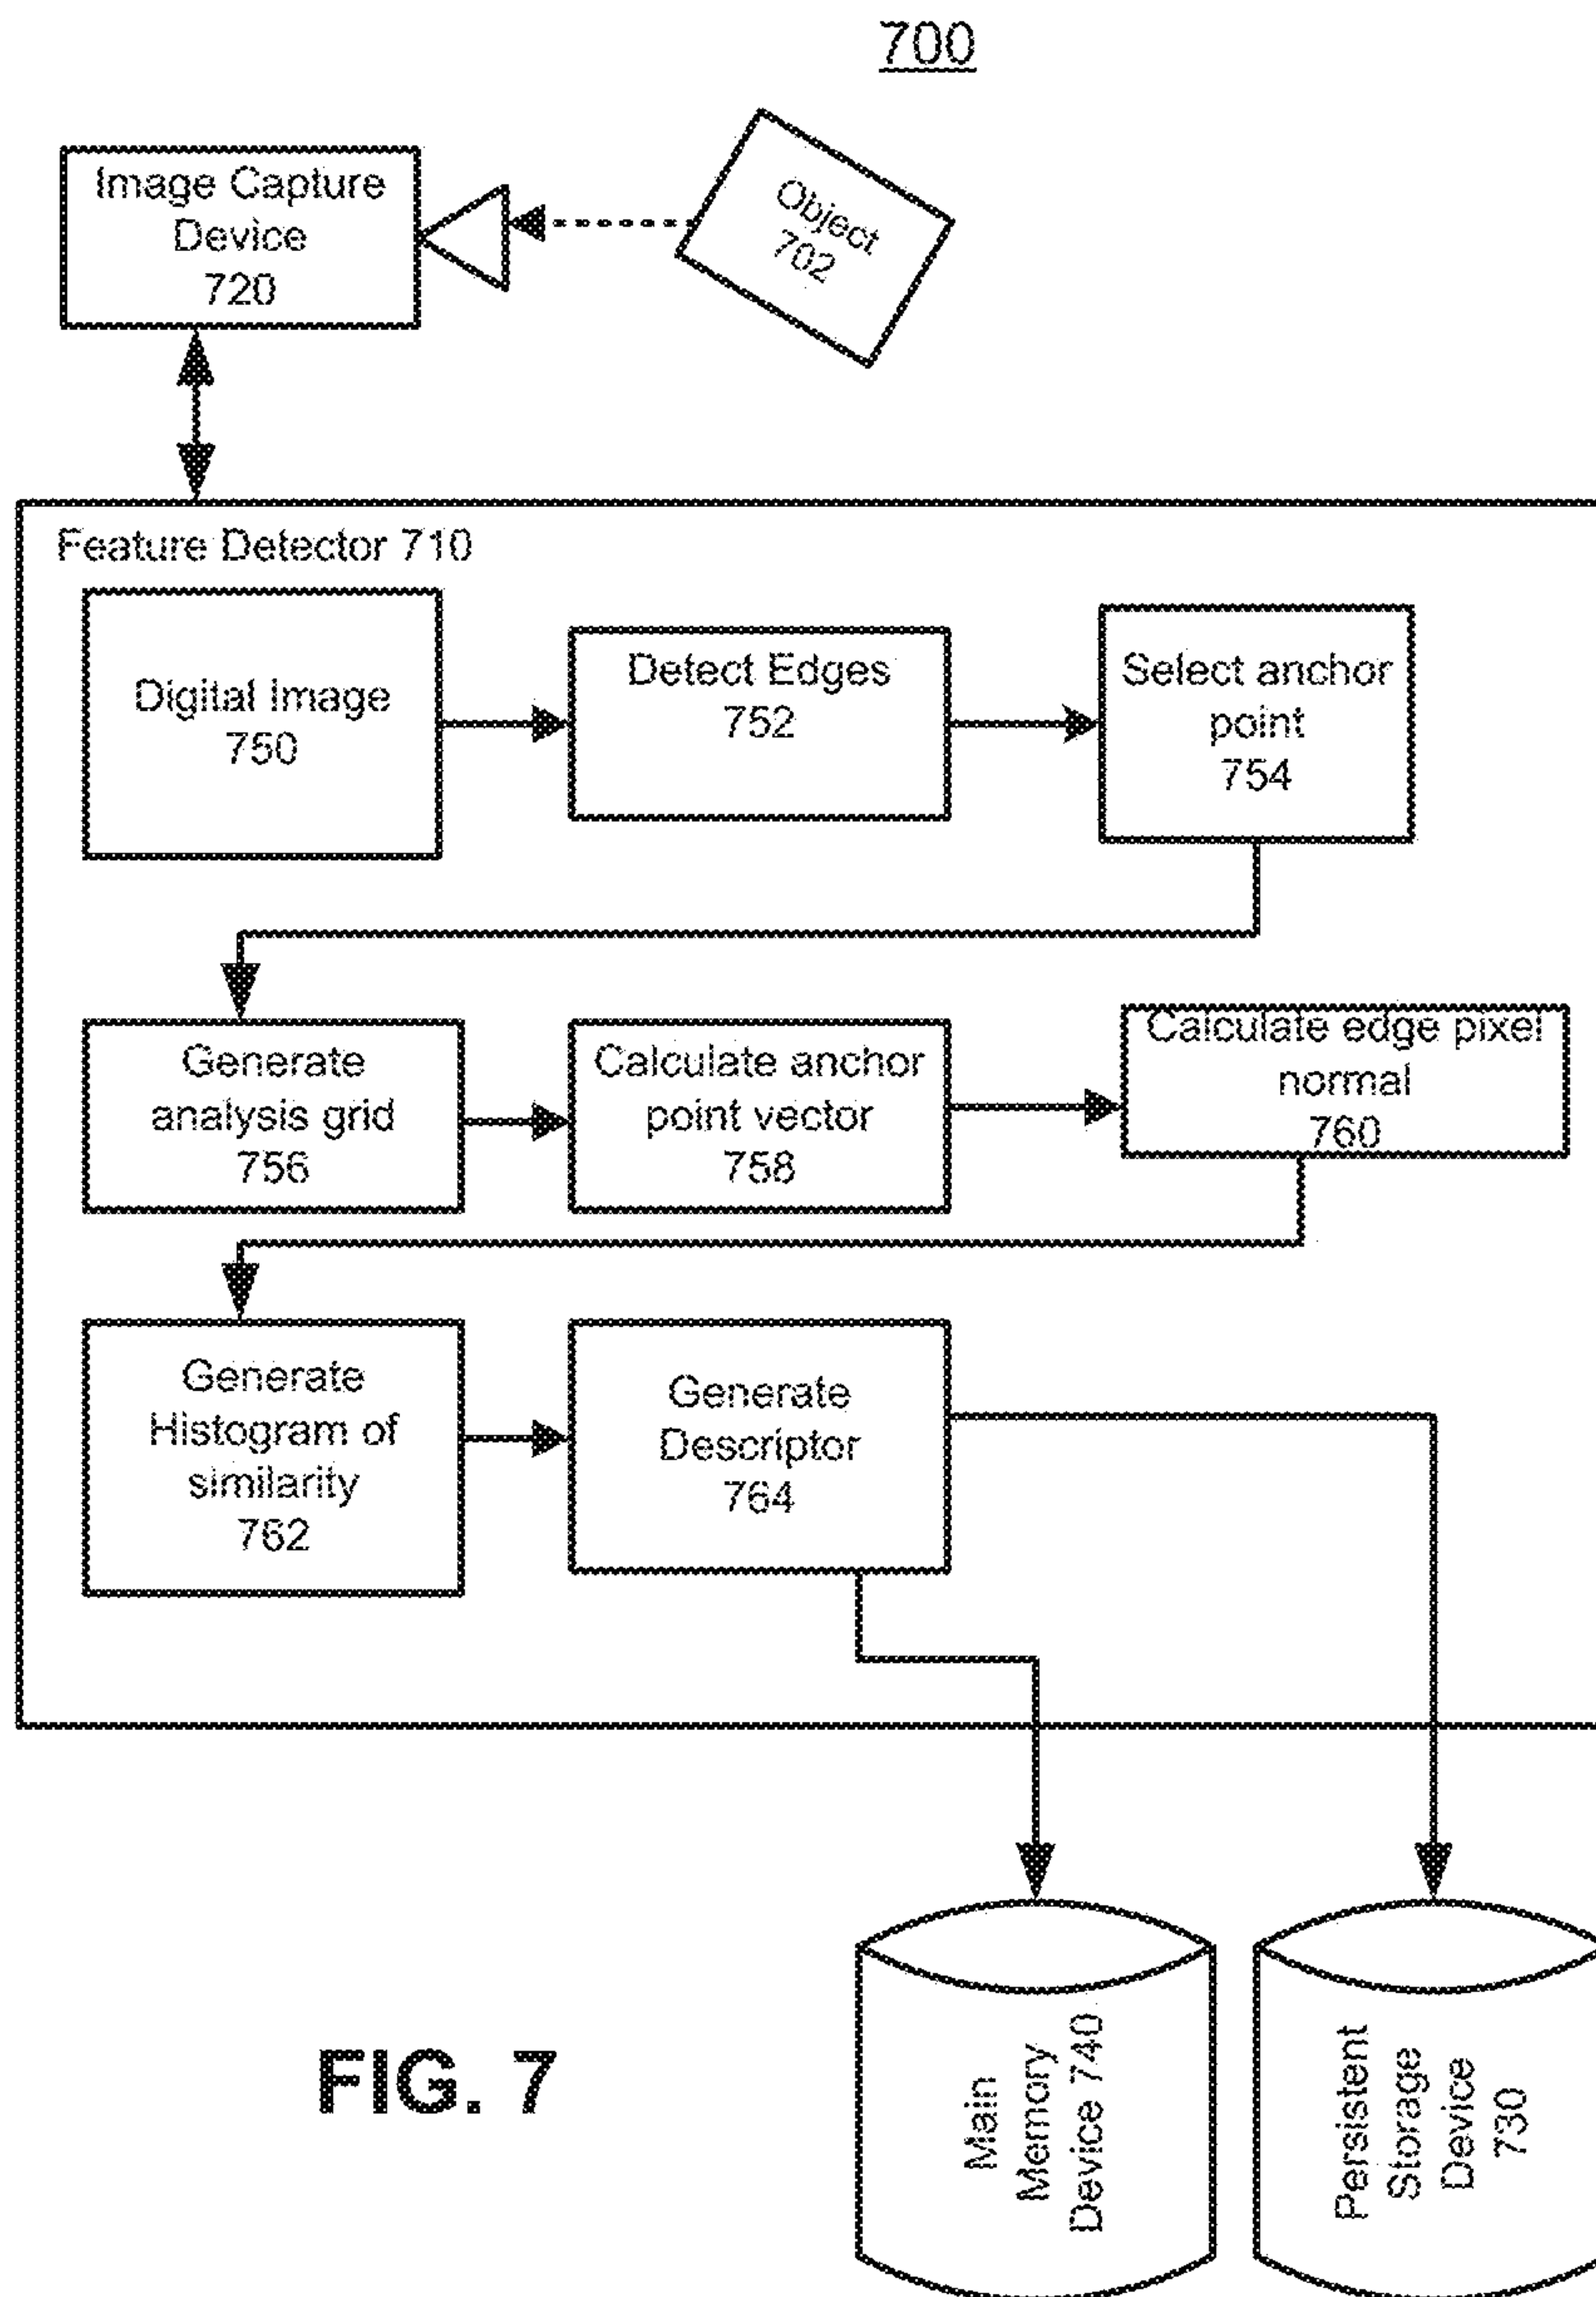 700
Image Capture
Device
720
Object
702
Feature Detector 710
Digital Image
750
Detect Edges
752
Select anchor
point
754
Generate
analysis grid
756
Calculate anchor
point vector
758
Calculate edge pixel
normal
760
Generate
Histogram of
similarity
762
Generate
Descriptor
764
Main
Memory
Device 740
Persistent
Storage
Device
730
FIG. 7